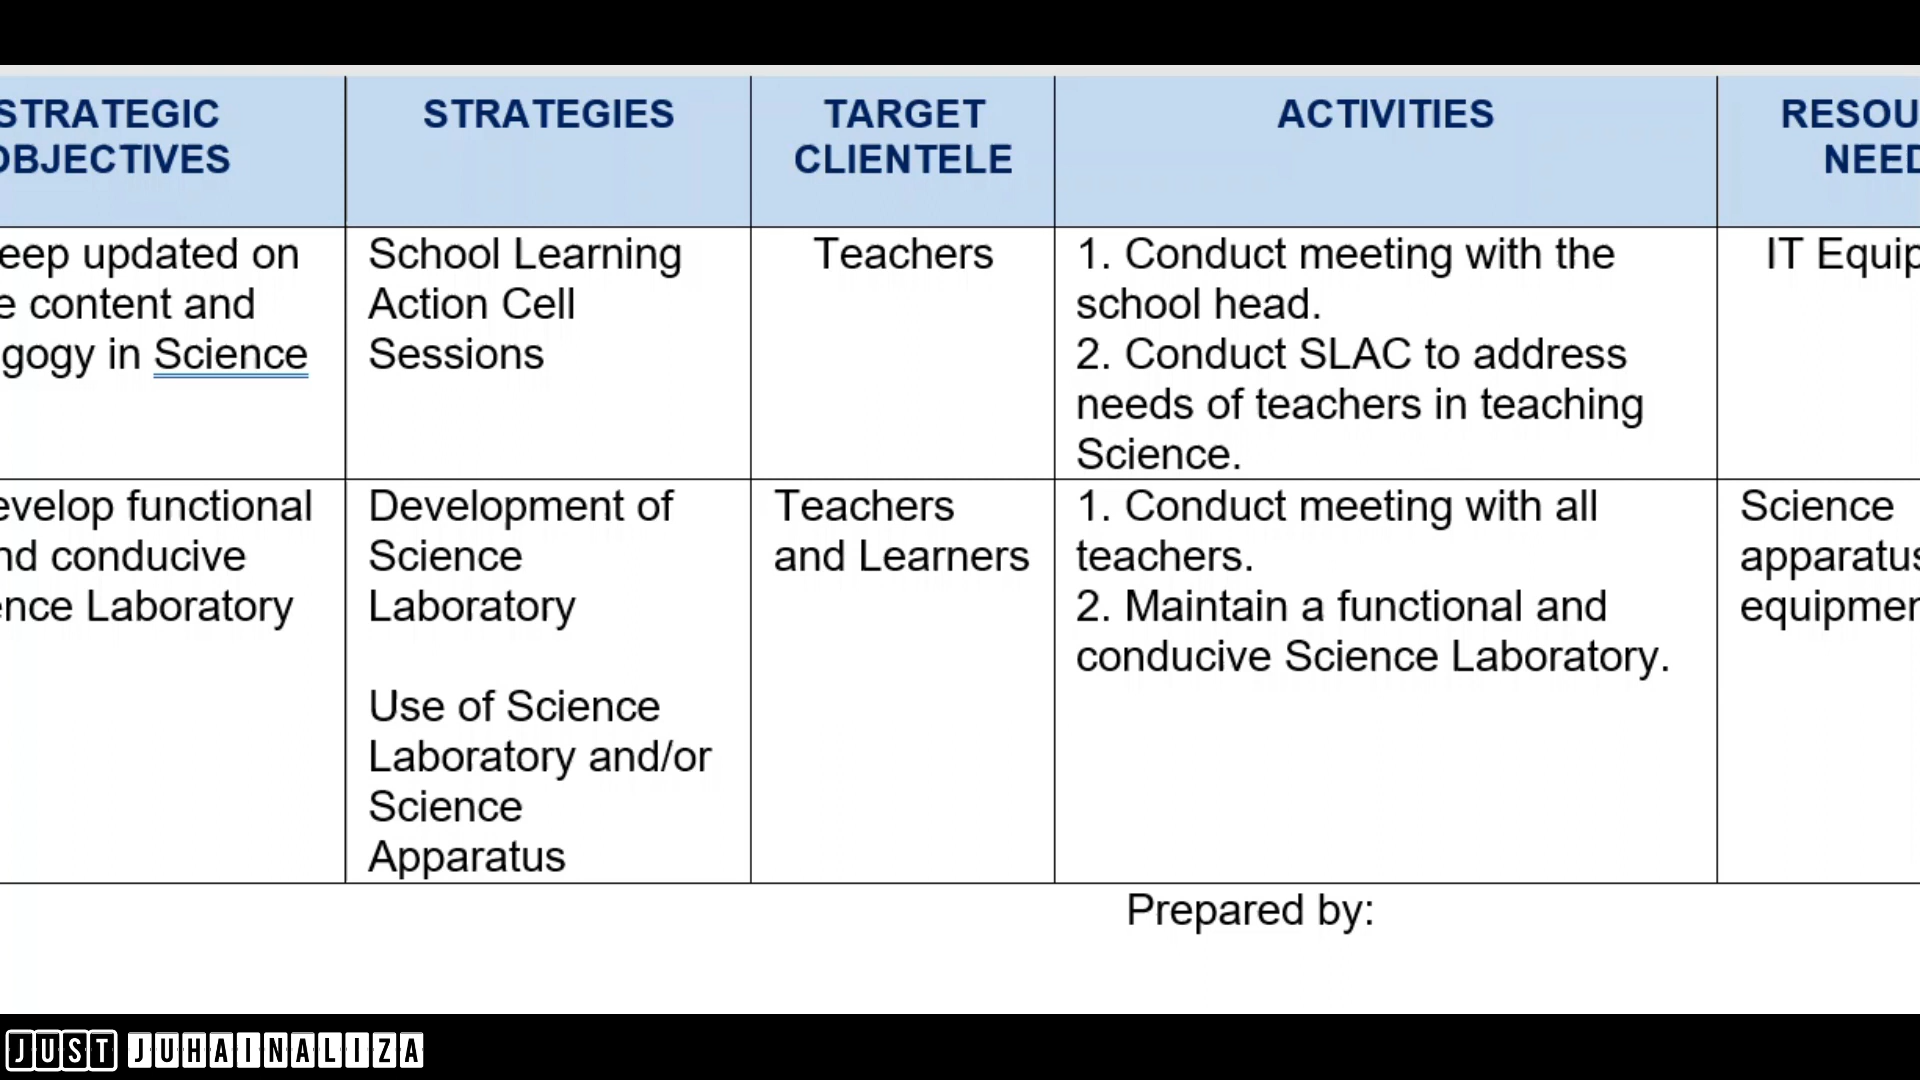 STRATEGIC
OBJECTIVES
STRATEGIES
TARGET
CLIENTELE
ACTIVITIES
RESOU
NEED
eep updated on
e content and
gogy in Science
School Learning
Action Cell
Sessions
Teachers
1. Conduct meeting with the
school head.
2. Conduct SLAC to address
needs of teachers in teaching
Science.
IT Equip
evelop functional
nd conducive
ence Laboratory
Development of
Science
Laboratory
Use of Science
Laboratory and/or
Science
Apparatus
Teachers
and Learners
1. Conduct meeting with all
teachers.
2. Maintain a functional and
conducive Science Laboratory.
Science
apparatus
equipmen
Prepared by:
JUST JUHAINALIZA